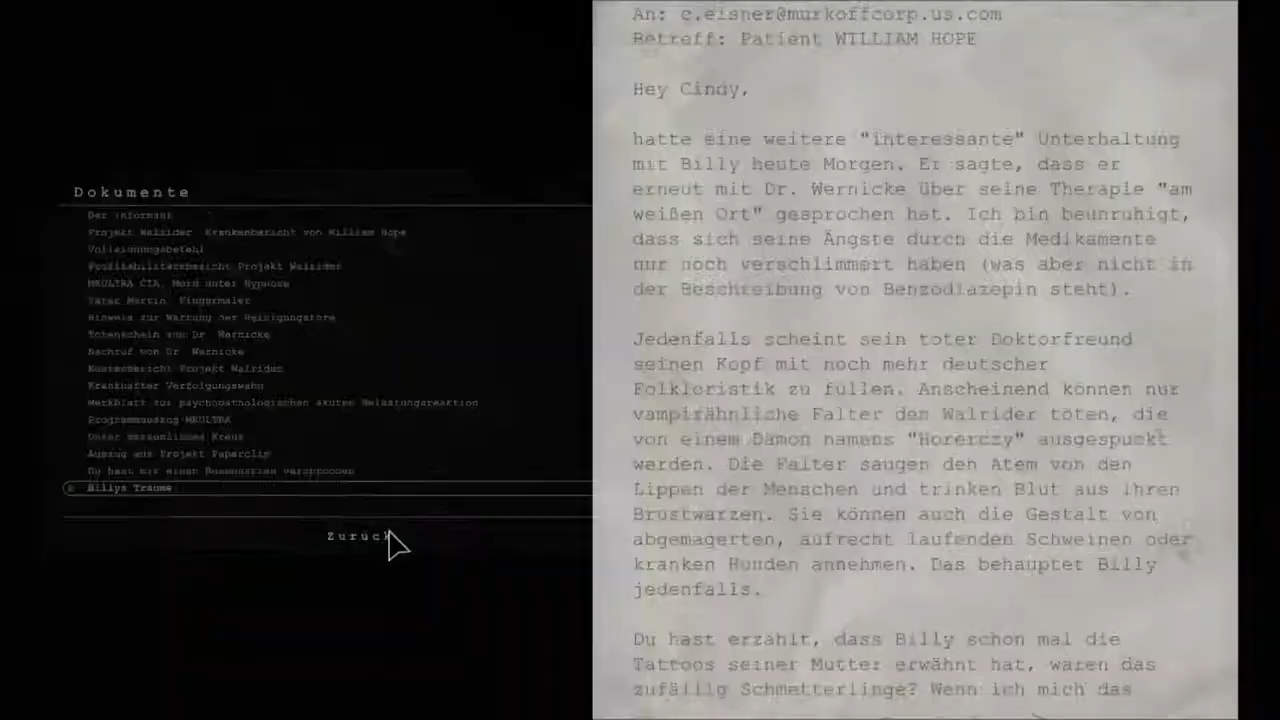 Dokumente
Der Informant
Projekt Walrider Krankenbericht von William Hope
Profitabilitätsbericht Projekt Walrider
MKULTRA CIA, Mord unter Hypnose
Vater Martin, Fingermaler
Hinweis zur Wartung der
Totenschein von Dr. Wernicke
Nachruf von Dr. Wernicke
Kostenbericht Projekt Walrider
Krankhafter Verfolgungswahn
Merkblatt zur psychopathologischen akuten Belastungsreaktion
Programmauszug MKULTRA
Auszug aus Projekt Paperclip
Du hast mir einen
Billys Träume
Zurück
An: c.eisner@murkoffcorp.us.com
Betreff: Patient WILLIAM HOPE
Hey Cindy,
hatte eine weitere "interessante" Unterhaltung
mit Billy heute Morgen. Er sagte, dass er
erneut mit Dr. Wernicke über seine Therapie "am
weißen Ort" gesprochen hat. Ich bin beunruhigt,
dass sich seine Ängste durch die Medikamente
nur noch verschlimmert haben (was aber nicht in
der Beschreibung von Benzodiazepin steht).
Jedenfalls scheint sein toter Doktorfreund
seinen Kopf mit noch mehr deutscher
Folkloristik zu füllen. Anscheinend können nur
vampirähnliche Falter den Walrider töten, die
von einem Dämon namens "Horerczy" ausgespuckt
werden. Die Falter saugen den Atem von den
Lippen der Menschen und trinken Blut aus ihren
Brustwarzen. Sie können auch die Gestalt von
abgemagerten, aufrecht laufenden Schweinen oder
kranken Hunden annehmen. Das behauptet Billy
jedenfalls.
Du hast erzählt, dass Billy schon mal die
Tattoos seiner Mutter erwähnt hat, waren das
zufällig Schmetterlinge? Wenn ich mich das